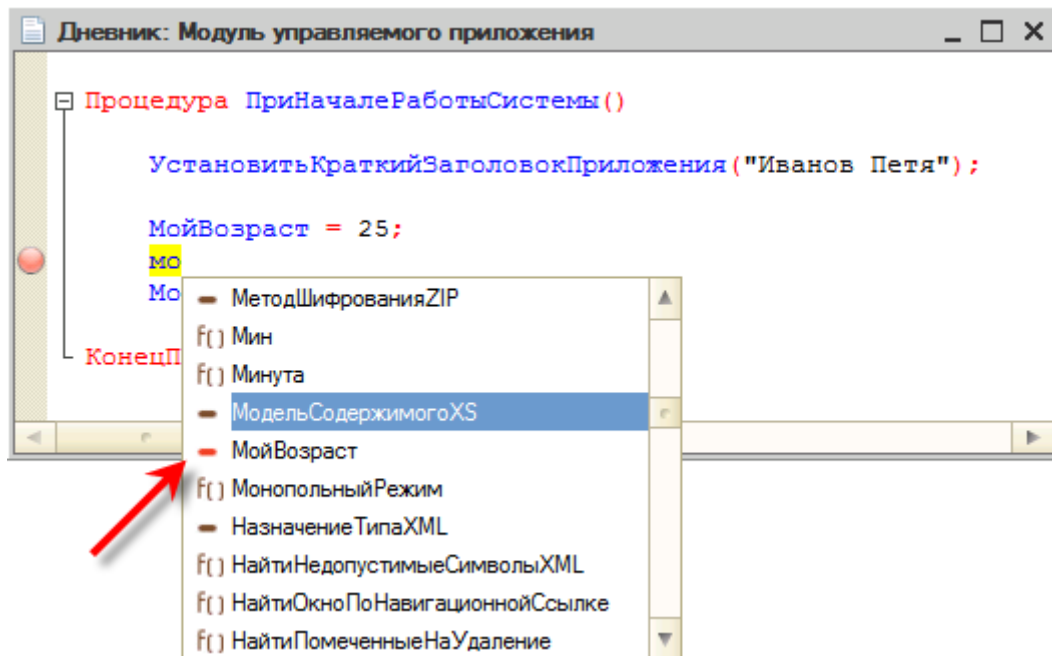 Дневник: Модуль управляемого приложения
Процедура ПриНачалеРаботыСистемы()
УстановитьКраткийЗаголовокПриложения("Иванов Петя");
МойВозраст = 25;
мо
Мо
КонецП
МетодШифрованияZIP
f() Мин
f() Минута
МодельСодержимогоXS
МойВозраст
f() МонопольныйРежим
НазначениеТипаXML
f() НайтиНедопустимыеСимволыXML
f() НайтиОкноПоНавигационнойСсылке
f() НайтиПомеченныеНаУдаление